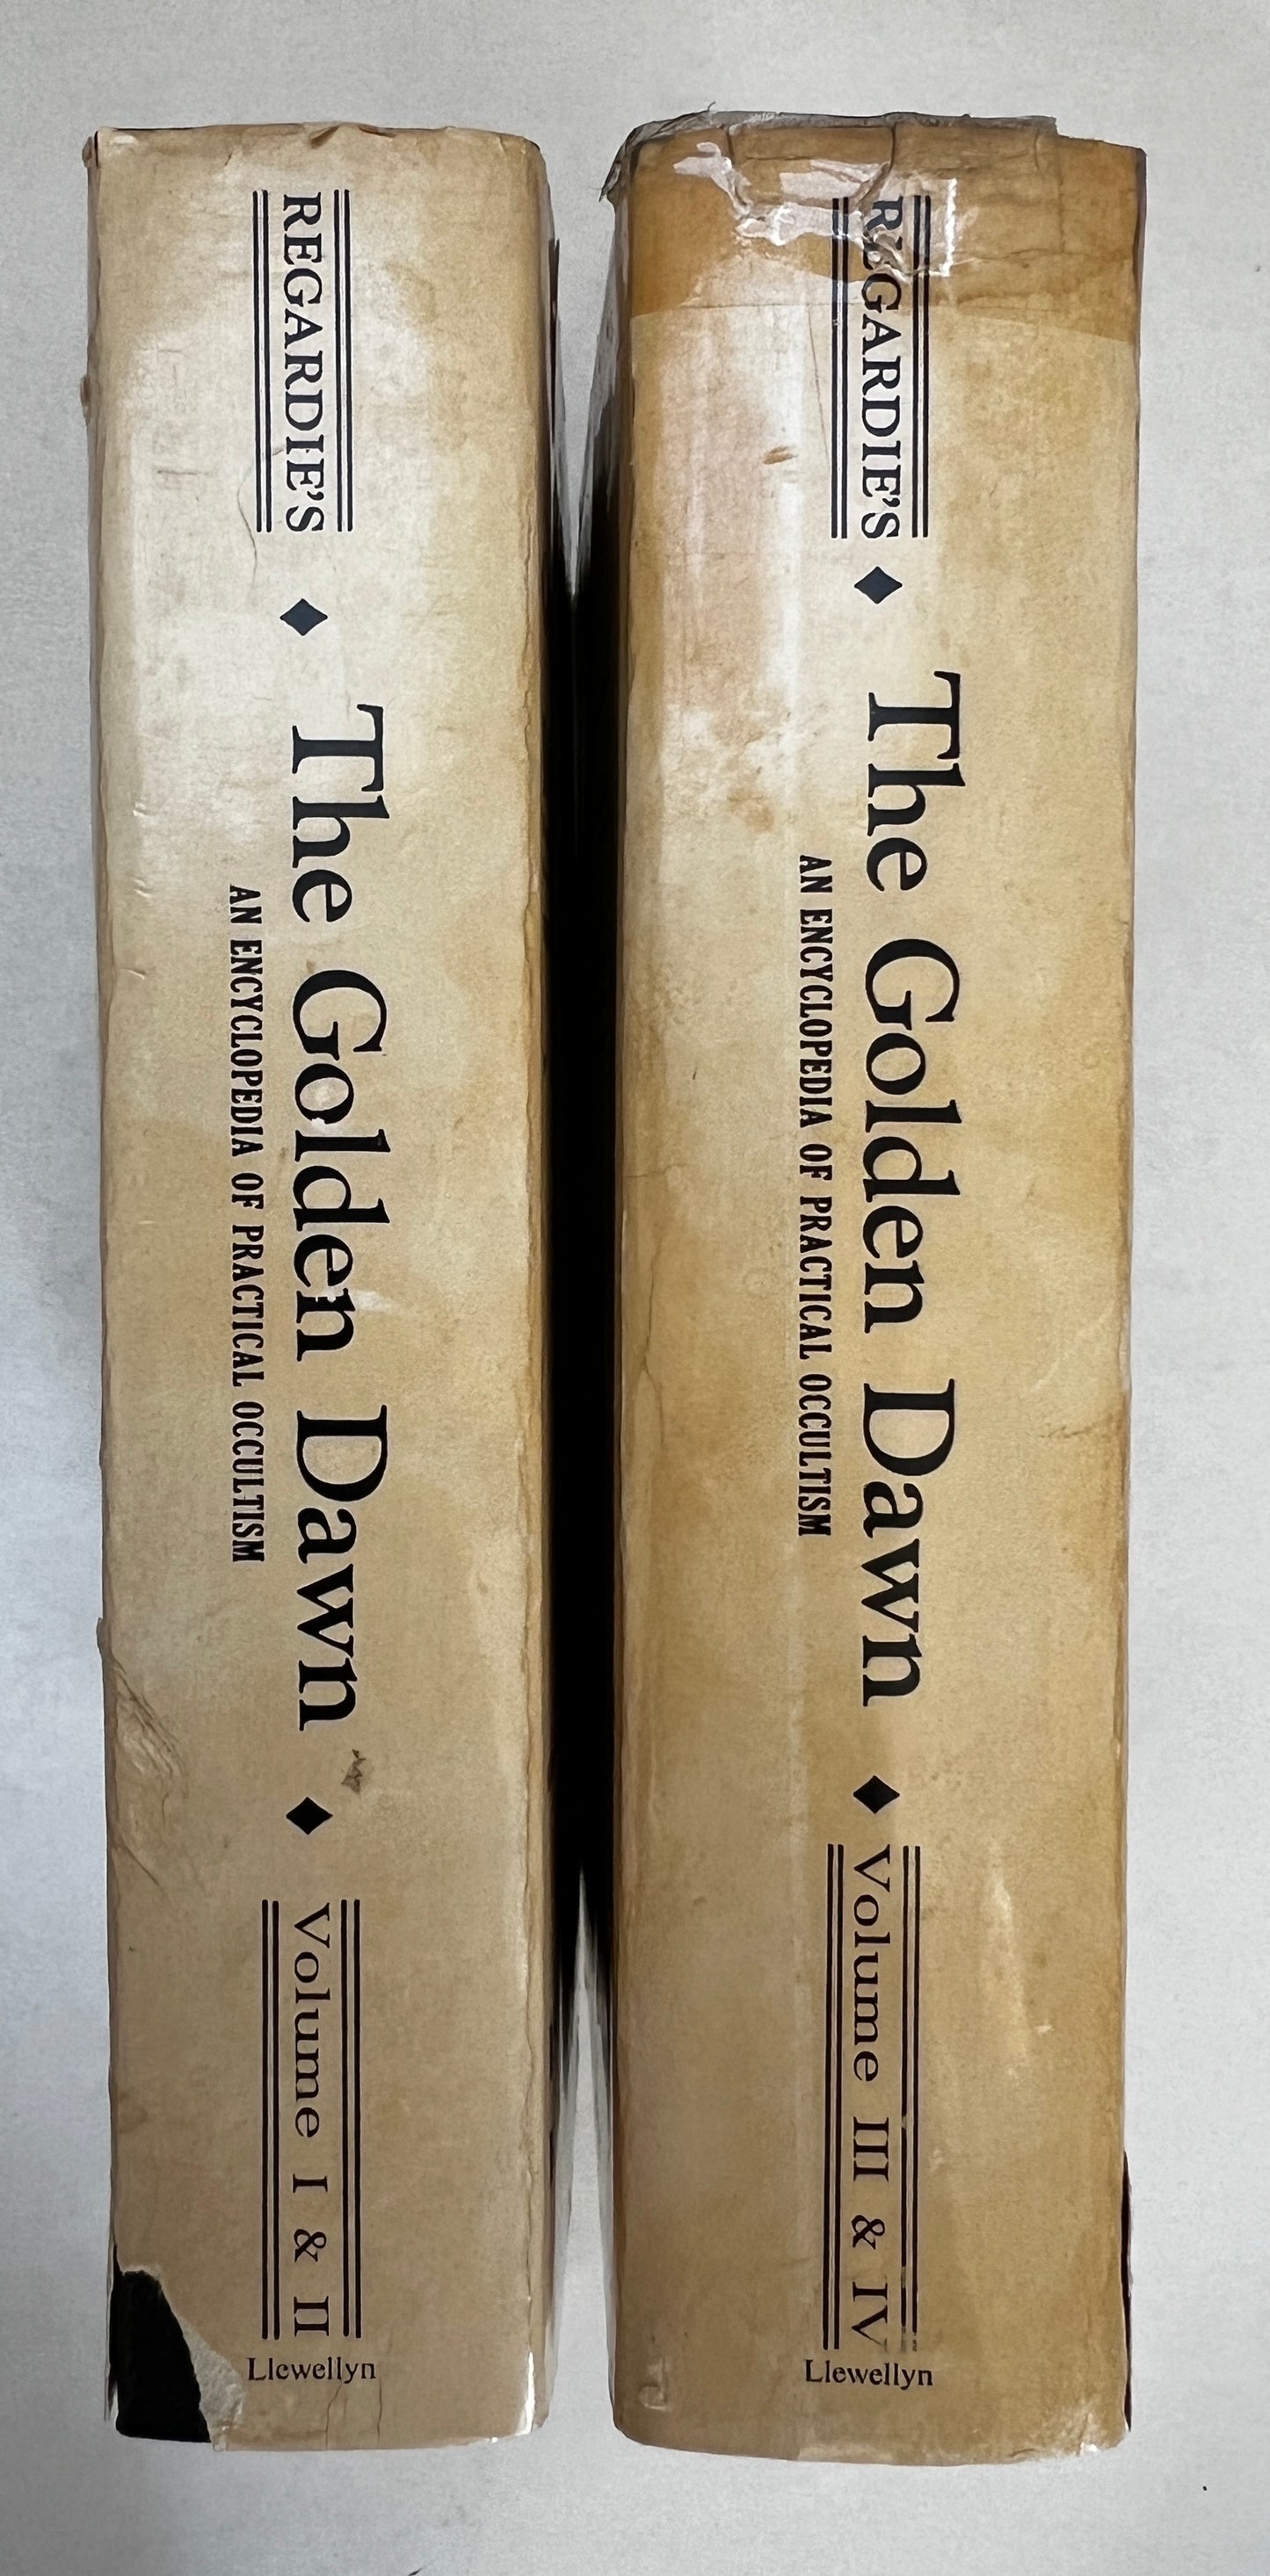 REGARDIE'S
The Golden Dawn
AN ENCYCLOPEDIA OF PRACTICAL OCCULTISM
Volume I & II
Llewellyn
REGARDIE'S
The Golden Dawn
AN ENCYCLOPEDIA OF PRACTICAL OCCULTISM
Volume III & IV
Llewellyn